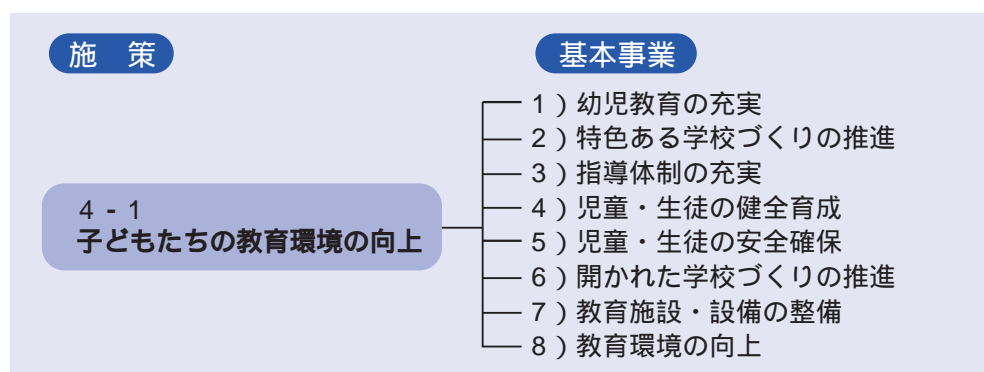 施 策
基本事業
4 - 1
子どもたちの教育環境の向上
1）幼児教育の充実
2）特色ある学校づくりの推進
3）指導体制の充実
4）児童・生徒の健全育成
5）児童・生徒の安全確保
6）開かれた学校づくりの推進
7）教育施設・設備の整備
8）教育環境の向上